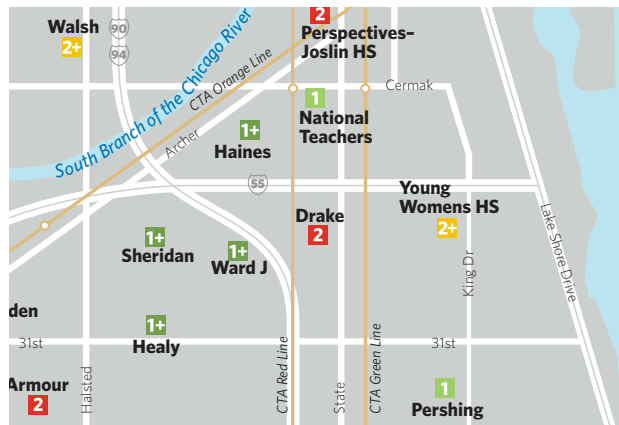 2
Walsh
2+
90
94
Perspectives–
Joslin HS
South Branch of the Chicago River
CTA Orange Line
Cermak
1
National
Teachers
Archer
1+
Haines
55
Young
Womens HS
2+
Drake
2
Lake Shore Drive
1+
Sheridan
1+
Ward J
King Dr
den
1+
Healy
31st
31st
Armour
2
Halsted
CTA Red Line
State
CTA Green Line
1
Pershing